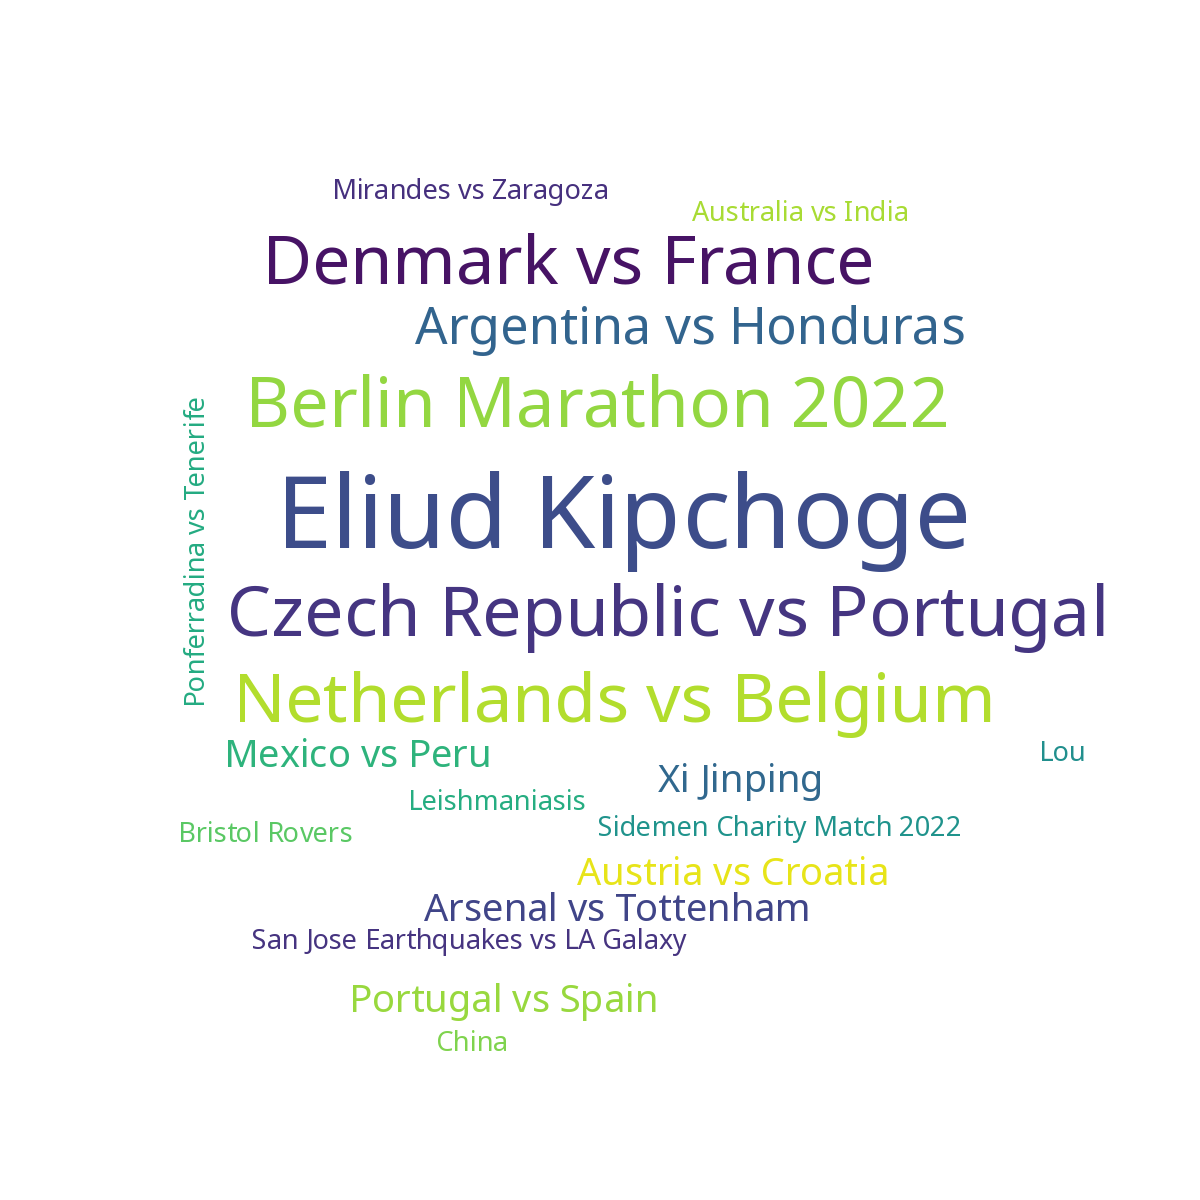 Mirandes vs Zaragoza
Australia vs India
Denmark vs France
Argentina vs Honduras
Berlin Marathon 2022
Ponferradina vs Tenerife
Eliud Kipchoge
Czech Republic vs Portugal
Netherlands vs Belgium
Mexico vs Peru
Lou
Xi Jinping
Leishmaniasis
Sidemen Charity Match 2022
Bristol Rovers
Austria vs Croatia
Arsenal vs Tottenham
San Jose Earthquakes vs LA Galaxy
Portugal vs Spain
China